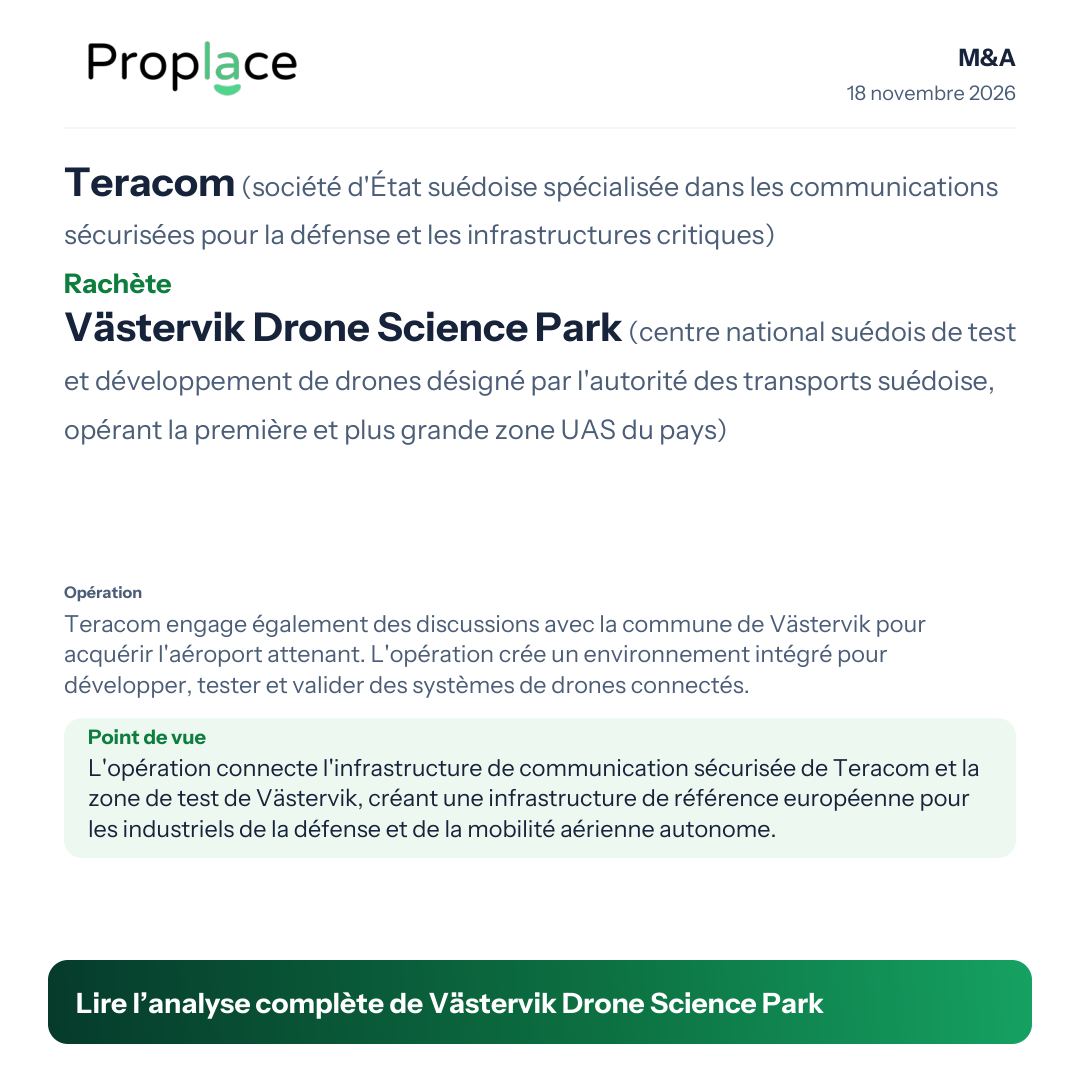 Proplace
M&A
18 novembre 2026
Teracom (société d'État suédoise spécialisée dans les communications
sécurisées pour la défense et les infrastructures critiques)
Rachète
Västervik Drone Science Park (centre national suédois de test
et développement de drones désigné par l'autorité des transports suédoise,
opérant la première et plus grande zone UAS du pays)
Opération
Teracom engage également des discussions avec la commune de Västervik pour
acquérir l'aéroport attenant. L'opération crée un environnement intégré pour
développer, tester et valider des systèmes de drones connectés.
Point de vue
L'opération connecte l'infrastructure de communication sécurisée de Teracom et la
zone de test de Västervik, créant une infrastructure de référence européenne pour
les industriels de la défense et de la mobilité aérienne autonome.
Lire l’analyse complète de Västervik Drone Science Park